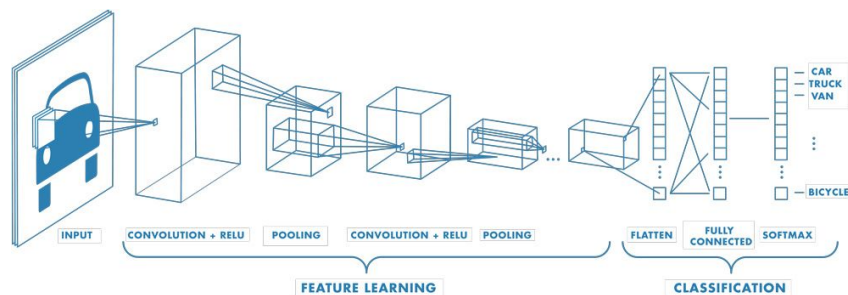 CAR
TRUCK
VAN
BICYCLE
INPUT
CONVOLUTION + RELU
POOLING
CONVOLUTION + RELU
POOLING
FLATTEN
FULLY
CONNECTED
SOFTMAX
FEATURE LEARNING
CLASSIFICATION